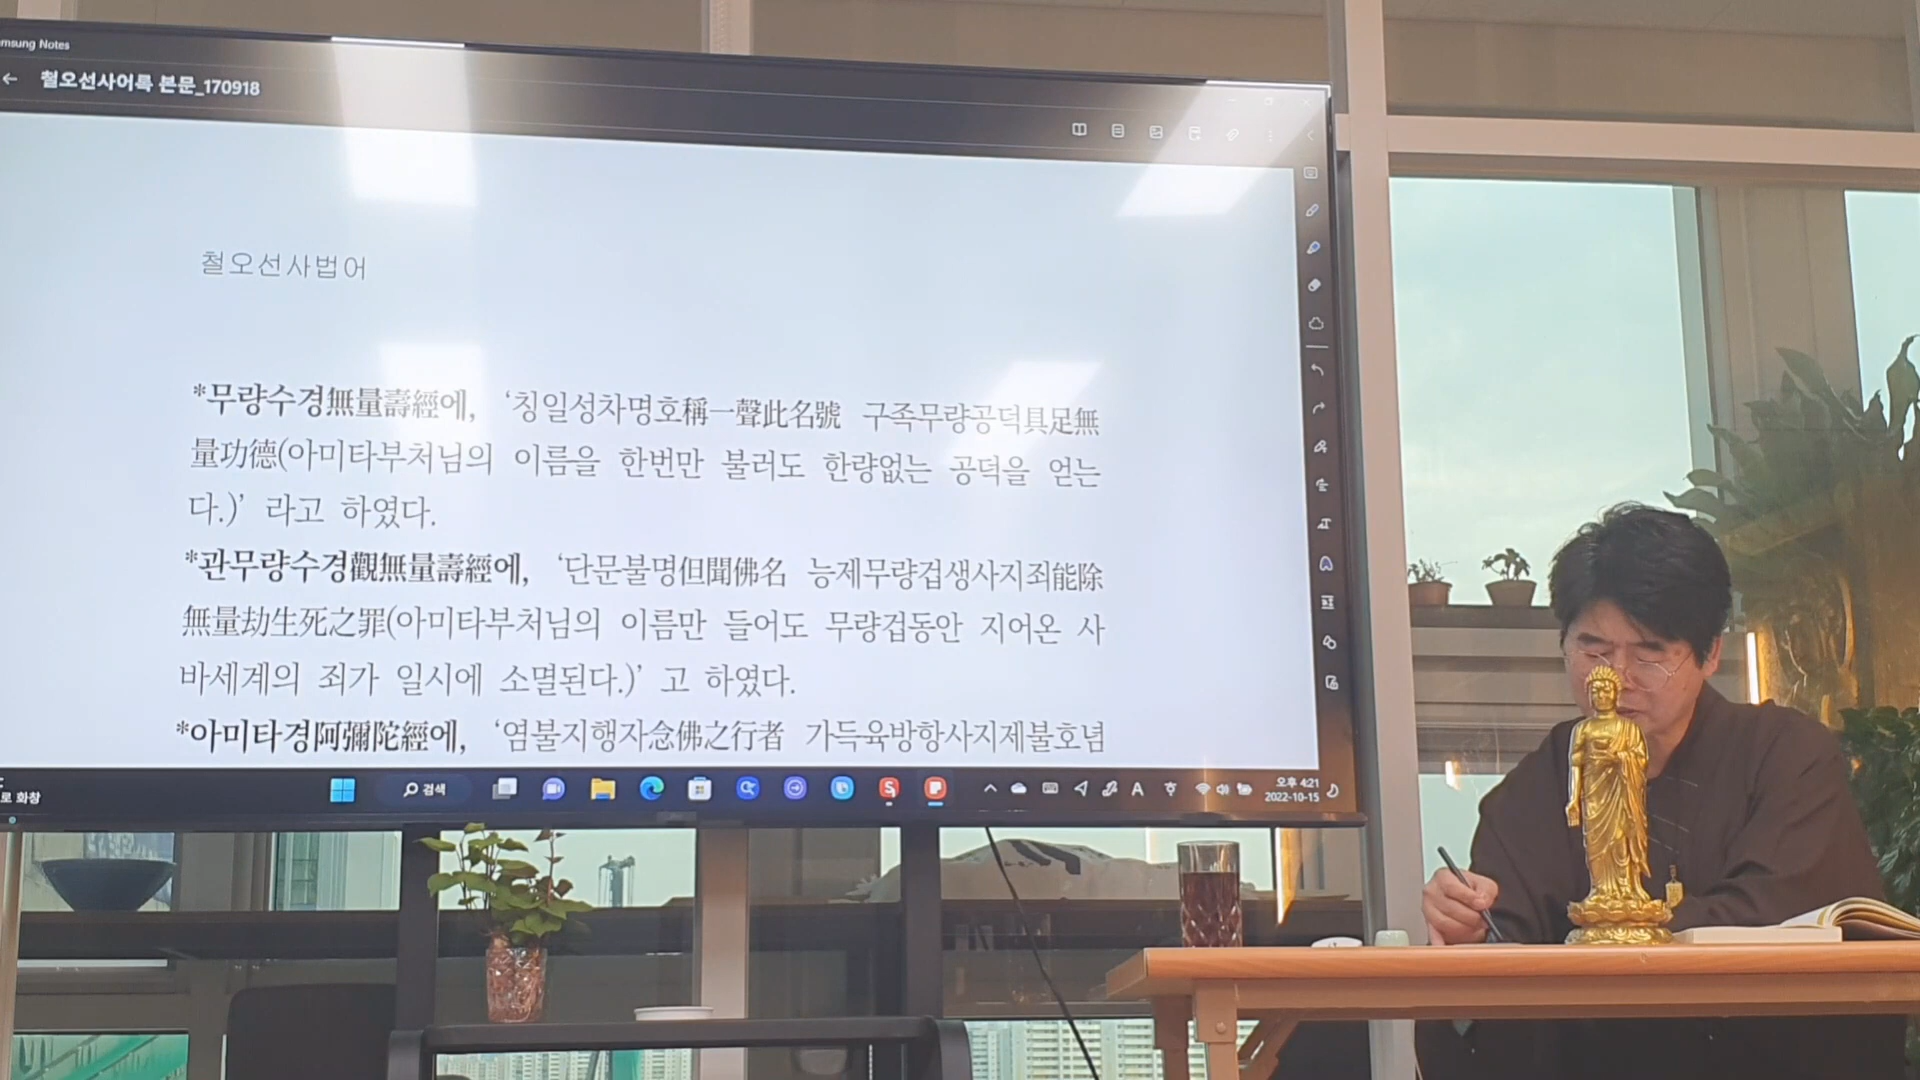 Notes
철오선사어록 본문_170918
철오선사법어
*무량수경無量壽經에, ‘칭일성차명호稱一聲此名號 구족무량공덕具足無
量功德(아미타부처님의 이름을 한번만 불러도 한량없는 공덕을 얻는
다.)’ 라고 하였다.
*관무량수경觀無量壽經에, ‘단문불명但聞佛名 능제무량겁생사지죄能除
無量劫生死之罪(아미타부처님의 이름만 들어도 무량겁동안 지어온 사
바세계의 죄가 일시에 소멸된다.)’ 고 하였다.
*아미타경阿彌陀經에, ‘염불지행자念佛之行者 가득육방항사지제불호념
로 화창
검색
A
오후 4:21
2022-10-15